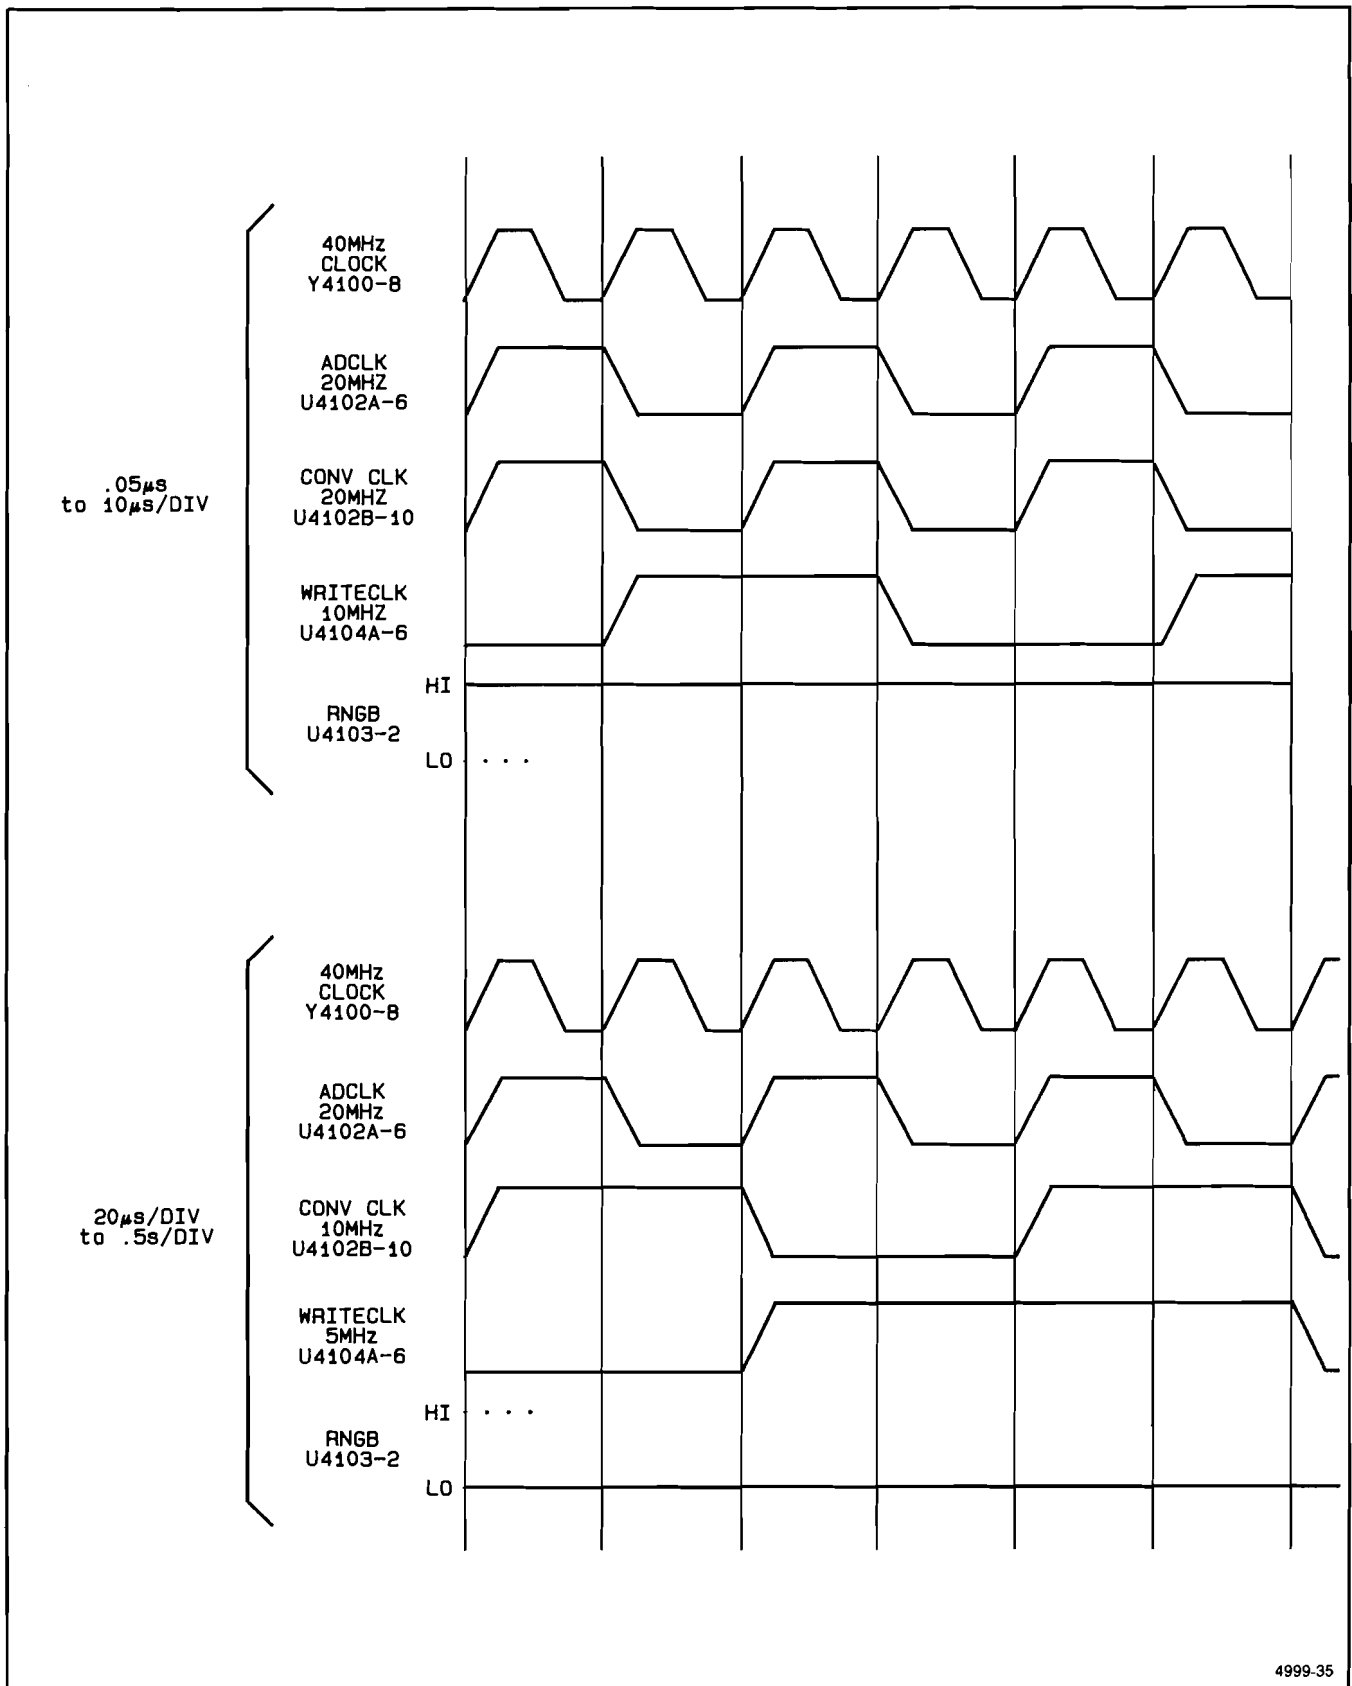 40MHz
CLOCK
Y4100-8
ADCLK
20MHZ
U4102A-6
.05µs
to 10µs/DIV
CONV CLK
20MHZ
U4102B-10
WRITECLK
10MHZ
U4104A-6
HI
RNGB
U4103-2
LO . . .
40MHz
CLOCK
Y4100-8
ADCLK
20MHz
U4102A-6
20µs/DIV
to .5s/DIV
CONV CLK
10MHz
U4102B-10
WRITECLK
5MHz
U4104A-6
HI . . .
RNGB
U4103-2
LO
4999-35